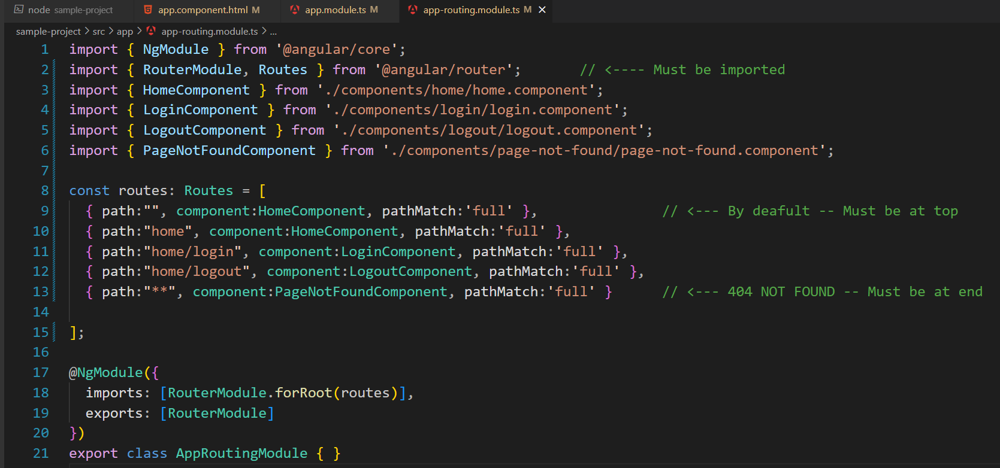 node sample-project app.component.html M app.module.ts M app-routing.module.ts M ×
sample-project > src > app > app-routing.module.ts > ...
1 import { NgModule } from '@angular/core';
2 import { RouterModule, Routes } from '@angular/router'; // <---- Must be imported
3 import { HomeComponent } from './components/home/home.component';
4 import { LoginComponent } from './components/login/login.component';
5 import { LogoutComponent } from './components/logout/logout.component';
6 import { PageNotFoundComponent } from './components/page-not-found/page-not-found.component';
7
8 const routes: Routes = [
9 { path:"", component:HomeComponent, pathMatch:'full' }, // <--- By deafult -- Must be at top
10 { path:"home", component:HomeComponent, pathMatch:'full' },
11 { path:"home/login", component:LoginComponent, pathMatch:'full' },
12 { path:"home/logout", component:LogoutComponent, pathMatch:'full' },
13 { path:"**", component:PageNotFoundComponent, pathMatch:'full' } // <--- 404 NOT FOUND -- Must be at end
14
15 ];
16
17 @NgModule({
18 imports: [RouterModule.forRoot(routes)],
19 exports: [RouterModule]
20 })
21 export class AppRoutingModule { }